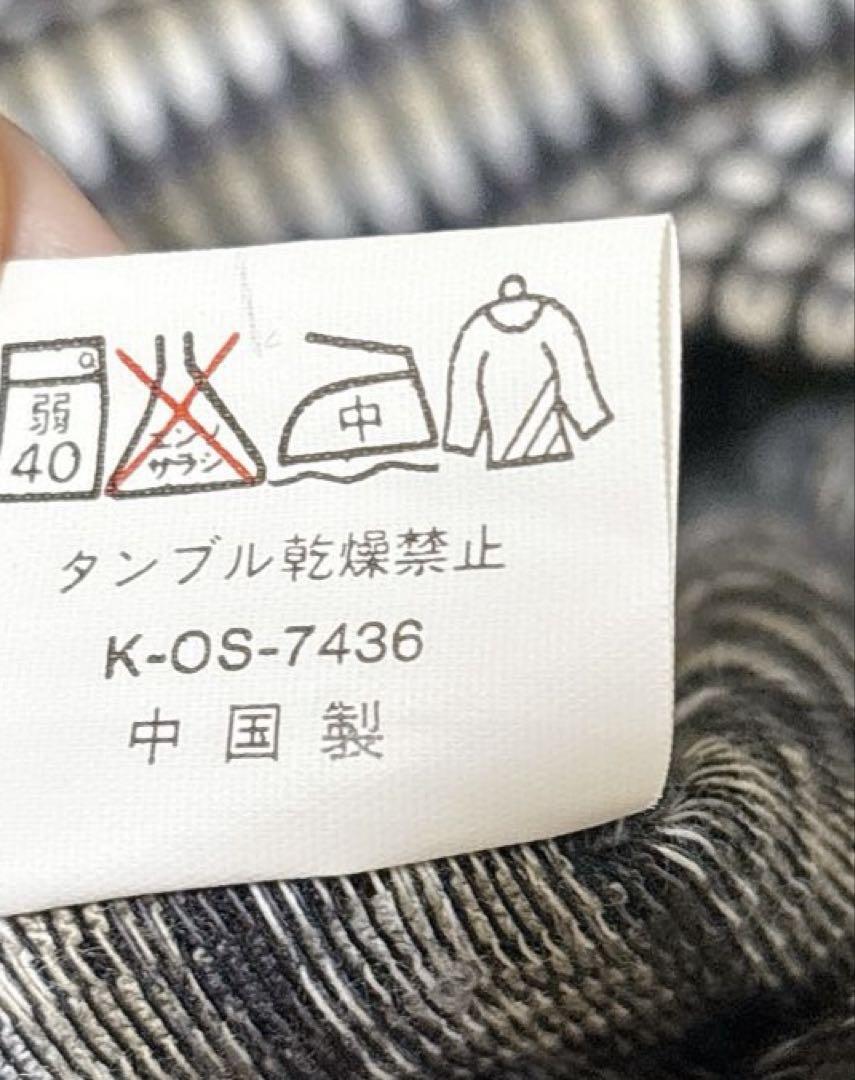 弱
40
エンソ
サラシ
中
タンブル乾燥禁止
K-OS-7436
中国製